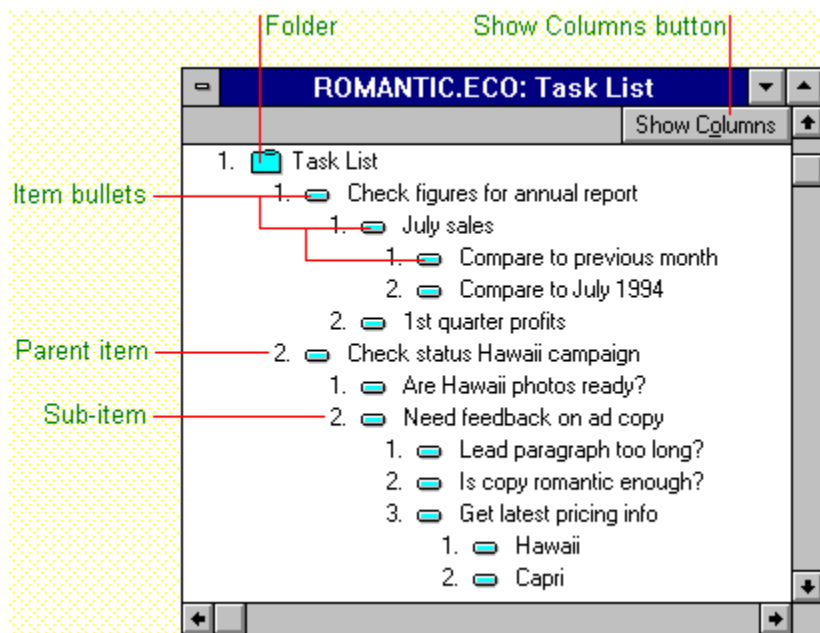 Folder
Show Columns button
ROMANTIC.ECO: Task List
Show Columns
1. Task List
Item bullets
1. Check figures for annual report
1. July sales
1. Compare to previous month
2. Compare to July 1994
2. 1st quarter profits
Parent item
2. Check status Hawaii campaign
1. Are Hawaii photos ready?
Sub-item
2. Need feedback on ad copy
1. Lead paragraph too long?
2. Is copy romantic enough?
3. Get latest pricing info
1. Hawaii
2. Capri